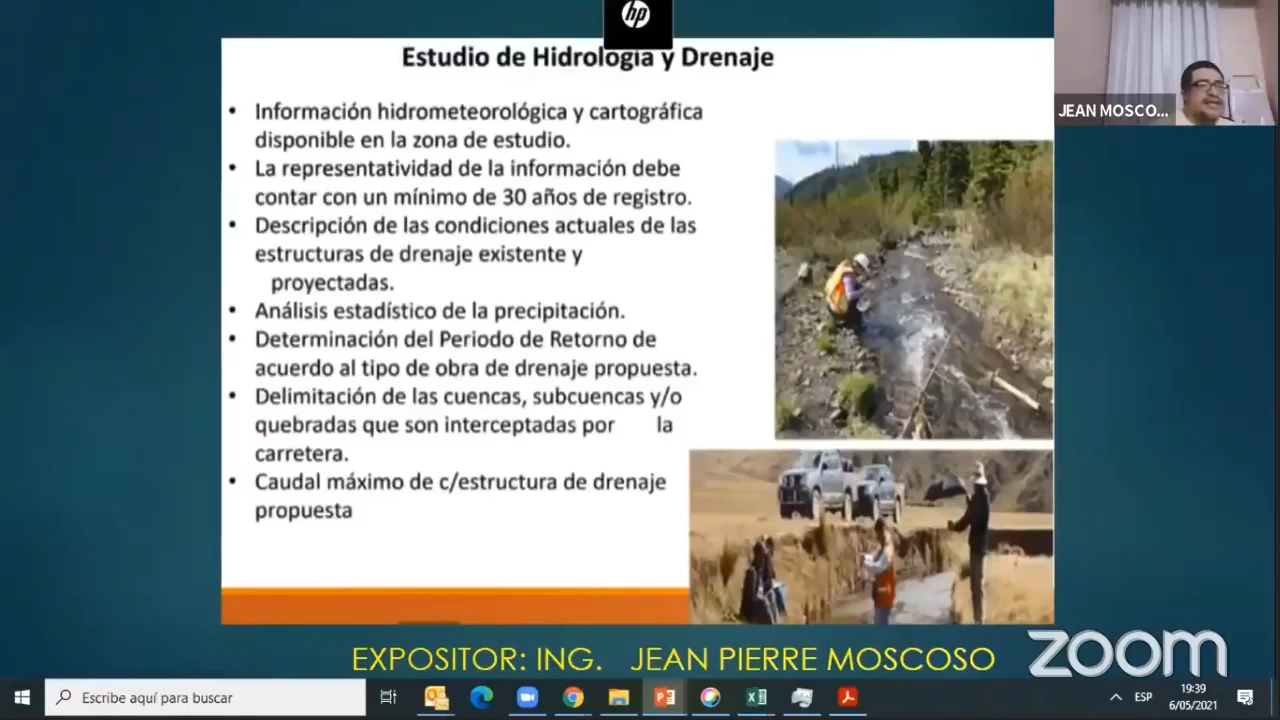 hp
Estudio de Hidrología y Drenaje
JEAN MOSCO...
• Información hidrometeorológica y cartográfica
disponible en la zona de estudio.
• La representatividad de la información debe
contar con un mínimo de 30 años de registro.
• Descripción de las condiciones actuales de las
estructuras de drenaje existente y
proyectadas.
• Análisis estadístico de la precipitación.
• Determinación del Periodo de Retorno de
acuerdo al tipo de obra de drenaje propuesta.
• Delimitación de las cuencas, subcuencas y/o
quebradas que son interceptadas por la
carretera.
• Caudal máximo de c/estructura de drenaje
propuesta
EXPOSITOR: ING. JEAN PIERRE MOSCOSO
zoom
Escribe aquí para buscar
ESP
19:39
6/05/2021